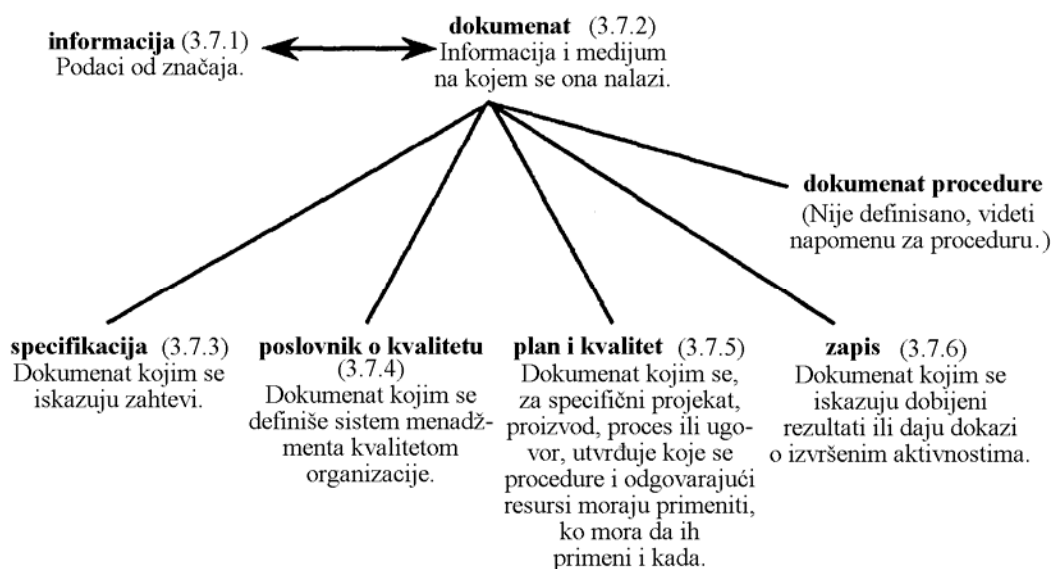 informacija (3.7.1)
Podaci od značaja.
dokumenat (3.7.2)
Informacija i medijum
na kojem se ona nalazi.
dokumenat procedure
(Nije definisano, videti
napomenu za proceduru.)
specifikacija (3.7.3)
Dokumenat kojim se
iskazuju zahtevi.
poslovnik o kvalitetu
(3.7.4)
Dokumenat kojim se
definiše sistem menadž-
menta kvalitetom
organizacije.
plan i kvalitet (3.7.5)
Dokumenat kojim se,
za specifični projekat,
proizvod, proces ili ugo-
vor, utvrđuje koje se
procedure i odgovarajući
resursi moraju primeniti,
ko mora da ih
primeni i kada.
zapis (3.7.6)
Dokumenat kojim se
iskazuju dobijeni
rezultati ili daju dokazi
o izvršenim aktivnostima.